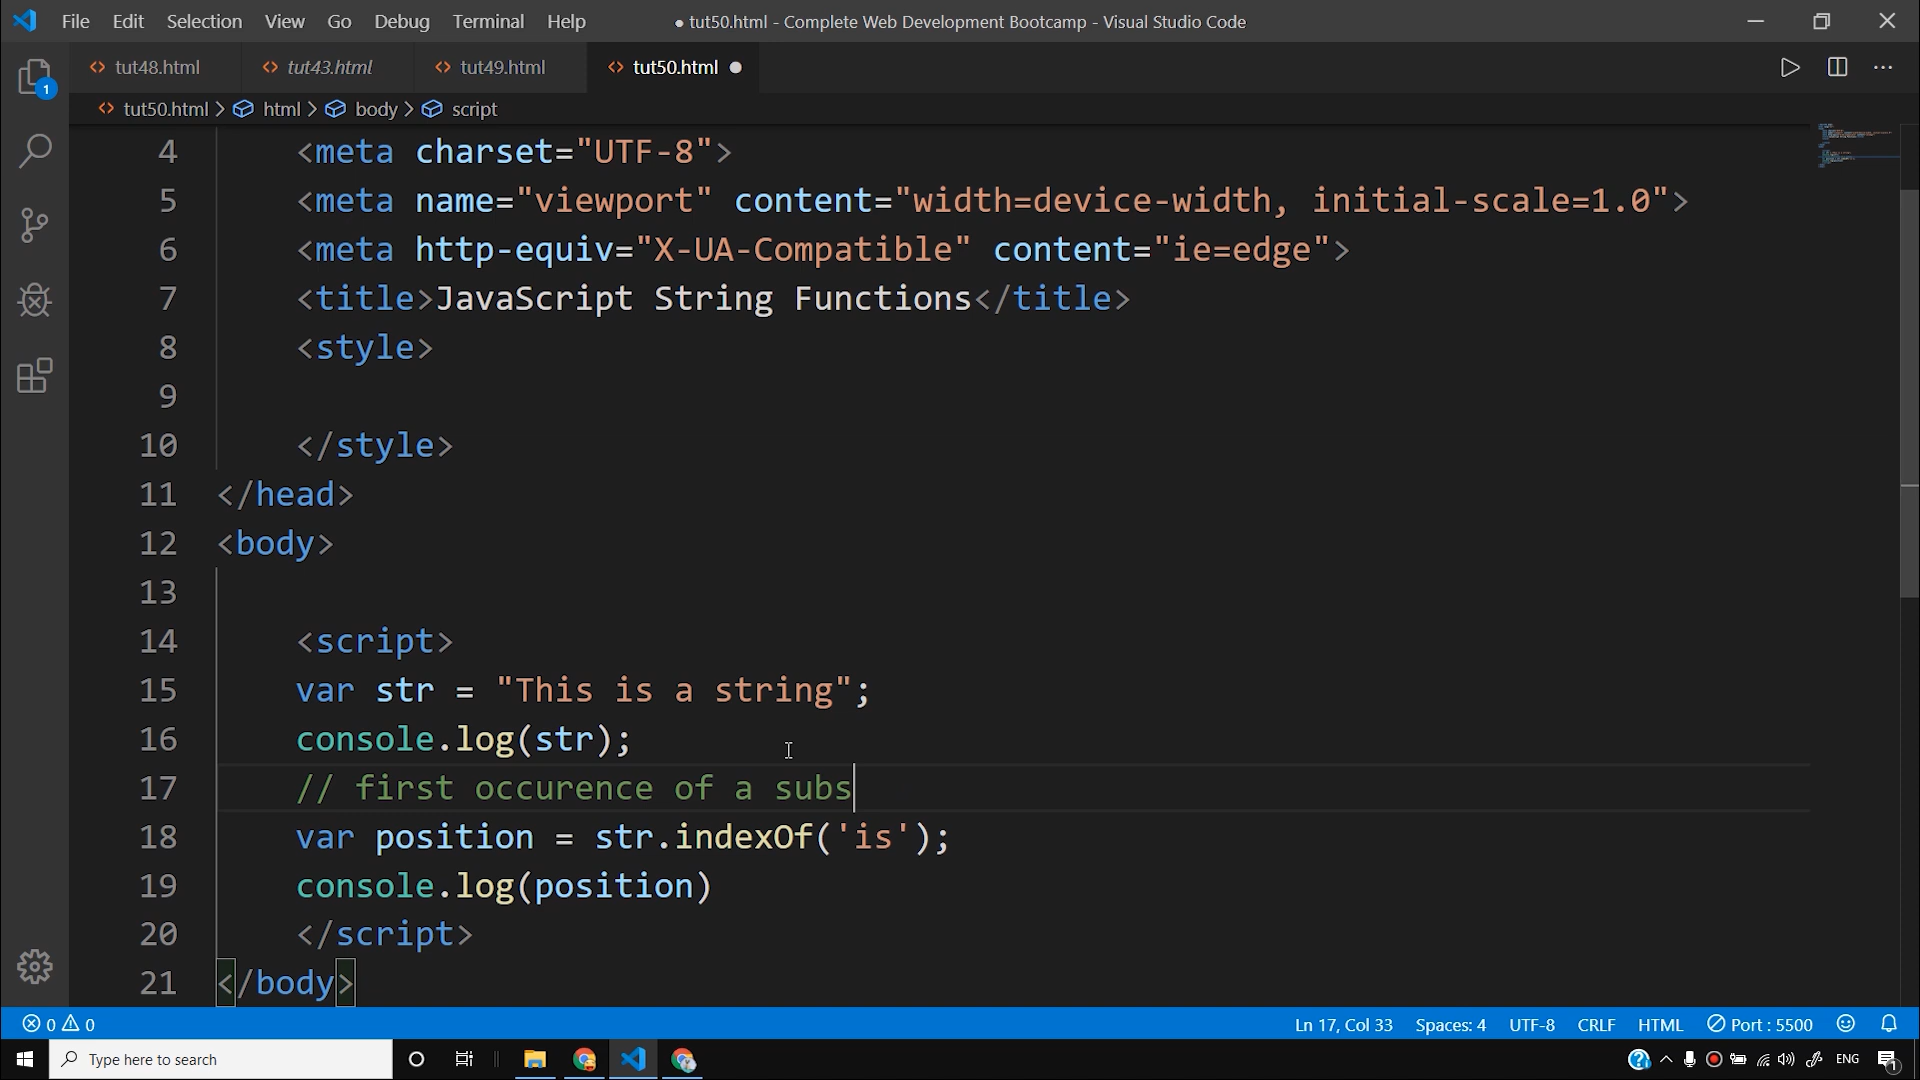 File Edit Selection View Go Debug Terminal Help ● tut50.html - Complete Web Development Bootcamp - Visual Studio Code
tut48.html tut43.html tut49.html tut50.html
tut50.html > html > body > script
4 <meta charset="UTF-8">
5 <meta name="viewport" content="width=device-width, initial-scale=1.0">
6 <meta http-equiv="X-UA-Compatible" content="ie=edge">
7 <title>JavaScript String Functions</title>
8 <style>
9
10 </style>
11 </head>
12 <body>
13
14 <script>
15 var str = "This is a string";
16 console.log(str);
17 // first occurence of a subs
18 var position = str.indexOf('is');
19 console.log(position)
20 </script>
21 </body>
0 0 Ln 17, Col 33 Spaces: 4 UTF-8 CRLF HTML Port : 5500
Type here to search ENG 1
1